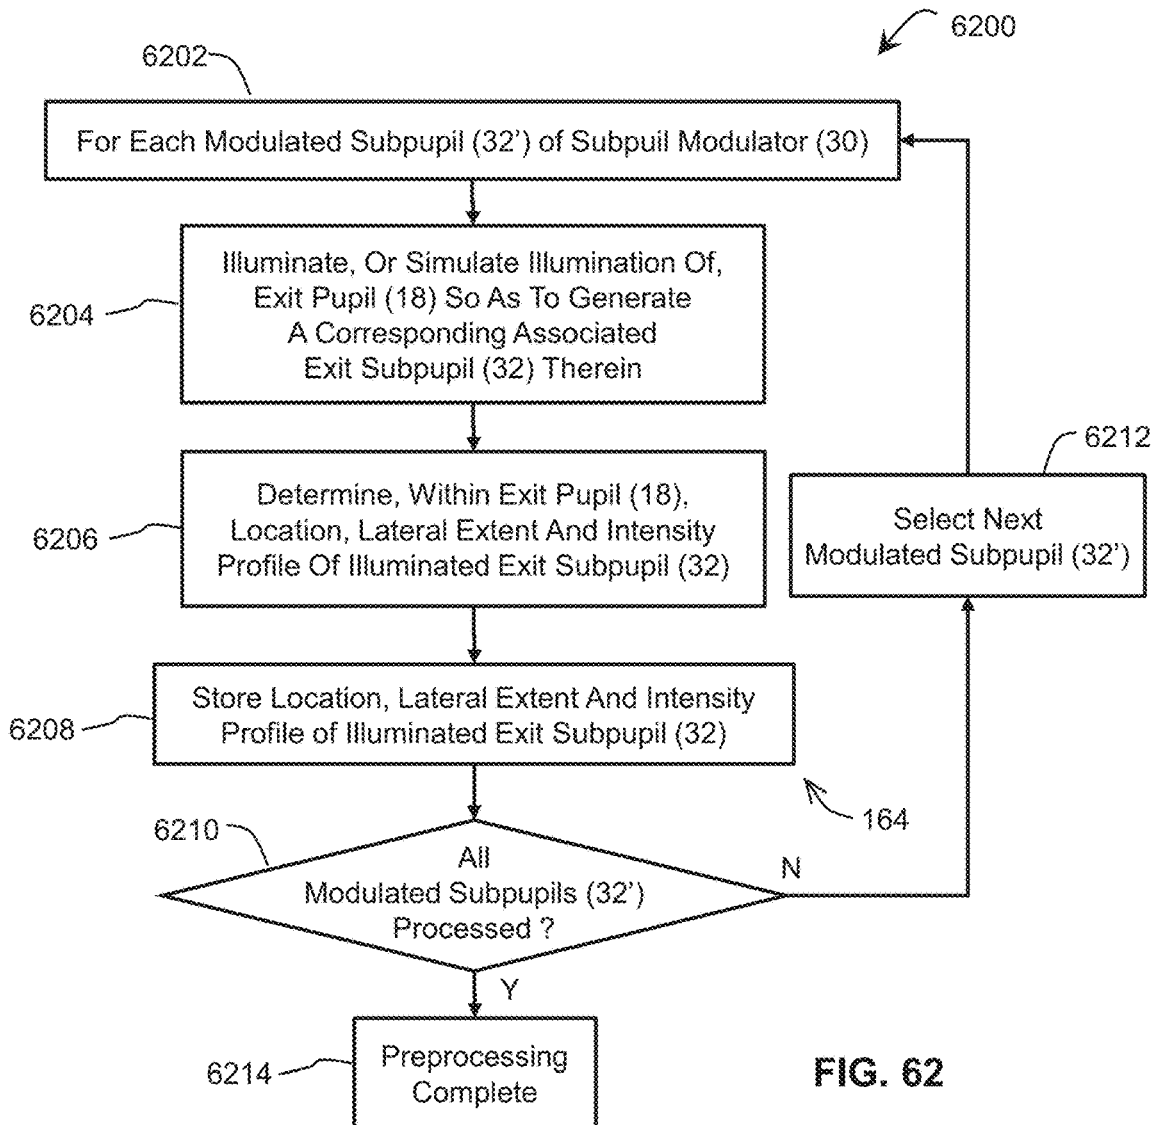 6200
6202
For Each Modulated Subpupil (32') of Subpuil Modulator (30)
6204
Illuminate, Or Simulate Illumination Of,
Exit Pupil (18) So As To Generate
A Corresponding Associated
Exit Subpupil (32) Therein
6206
Determine, Within Exit Pupil (18),
Location, Lateral Extent And Intensity
Profile Of Illuminated Exit Subpupil (32)
6212
Select Next
Modulated Subpupil (32')
6208
Store Location, Lateral Extent And Intensity
Profile of Illuminated Exit Subpupil (32)
164
6210
All
Modulated Subpupils (32')
Processed ?
N
Y
6214
Preprocessing
Complete
FIG. 62